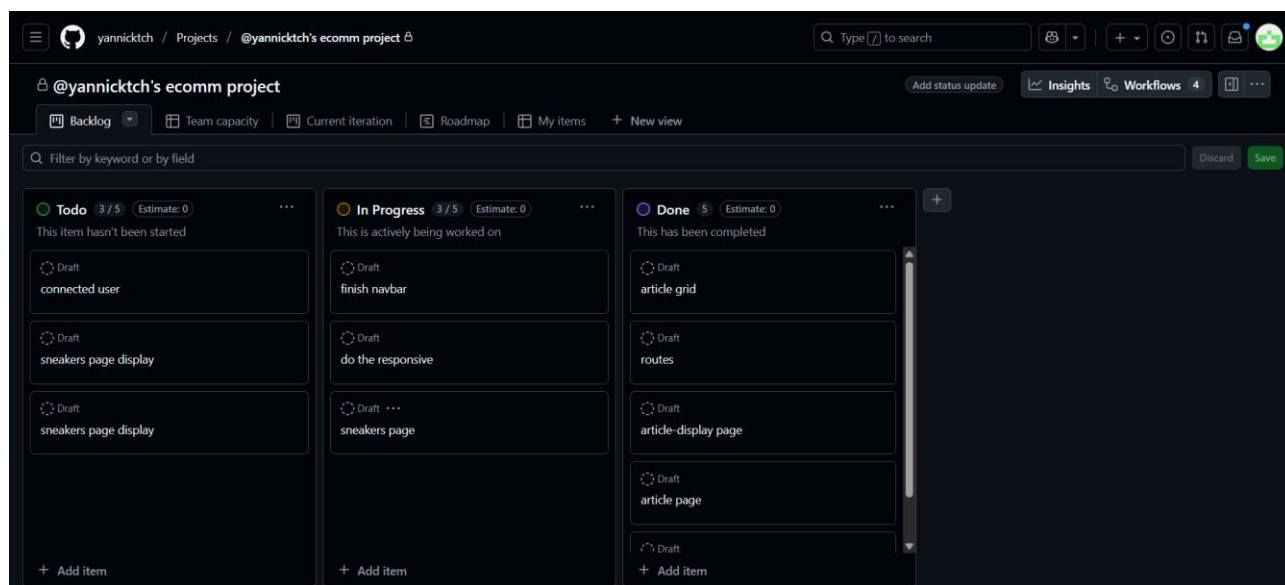 yannicktch / Projects / @yannicktch's ecomm project
Type / to search
@yannicktch's ecomm project
Add status update
Insights
Workflows 4
Backlog
Team capacity
Current iteration
Roadmap
My items
+ New view
Filter by keyword or by field
Discard
Save
Todo 3 / 5 Estimate: 0
This item hasn't been started
Draft
connected user
Draft
sneakers page display
Draft
sneakers page display
+ Add item
In Progress 3 / 5 Estimate: 0
This is actively being worked on
Draft
finish navbar
Draft
do the responsive
Draft
sneakers page
+ Add item
Done 5 Estimate: 0
This has been completed
Draft
article grid
Draft
routes
Draft
article-display page
Draft
article page
Draft
+ Add item